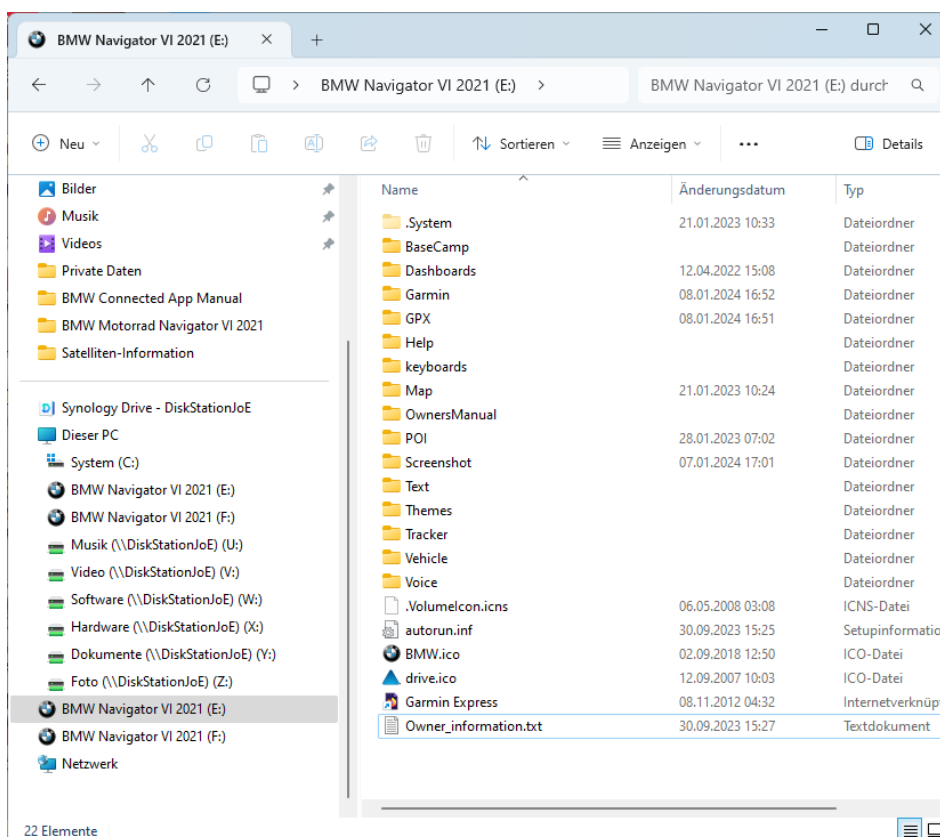 BMW Navigator VI 2021 (E:)
BMW Navigator VI 2021 (E:)
BMW Navigator VI 2021 (E:) durch
Neu
Sortieren
Anzeigen
Details
Bilder
Musik
Videos
Private Daten
BMW Connected App Manual
BMW Motorrad Navigator VI 2021
Satelliten-Information
Synology Drive - DiskStationJoE
Dieser PC
System (C:)
BMW Navigator VI 2021 (E:)
BMW Navigator VI 2021 (F:)
Musik (\\DiskStationJoE) (U:)
Video (\\DiskStationJoE) (V:)
Software (\\DiskStationJoE) (W:)
Hardware (\\DiskStationJoE) (X:)
Dokumente (\\DiskStationJoE) (Y:)
Foto (\\DiskStationJoE) (Z:)
BMW Navigator VI 2021 (E:)
BMW Navigator VI 2021 (F:)
Netzwerk
Name Änderungsdatum Typ
.System 21.01.2023 10:33 Dateiordner
BaseCamp Dateiordner
Dashboards 12.04.2022 15:08 Dateiordner
Garmin 08.01.2024 16:52 Dateiordner
GPX 08.01.2024 16:51 Dateiordner
Help Dateiordner
keyboards Dateiordner
Map 21.01.2023 10:24 Dateiordner
OwnersManual Dateiordner
POI 28.01.2023 07:02 Dateiordner
Screenshot 07.01.2024 17:01 Dateiordner
Text Dateiordner
Themes Dateiordner
Tracker Dateiordner
Vehicle Dateiordner
Voice Dateiordner
.VolumeIcon.icns 06.05.2008 03:08 ICNS-Datei
autorun.inf 30.09.2023 15:25 Setupinformatio
BMW.ico 02.09.2018 12:50 ICO-Datei
drive.ico 12.09.2007 10:03 ICO-Datei
Garmin Express 08.11.2012 04:32 Internetverknüp
Owner_information.txt 30.09.2023 15:27 Textdokument
22 Elemente